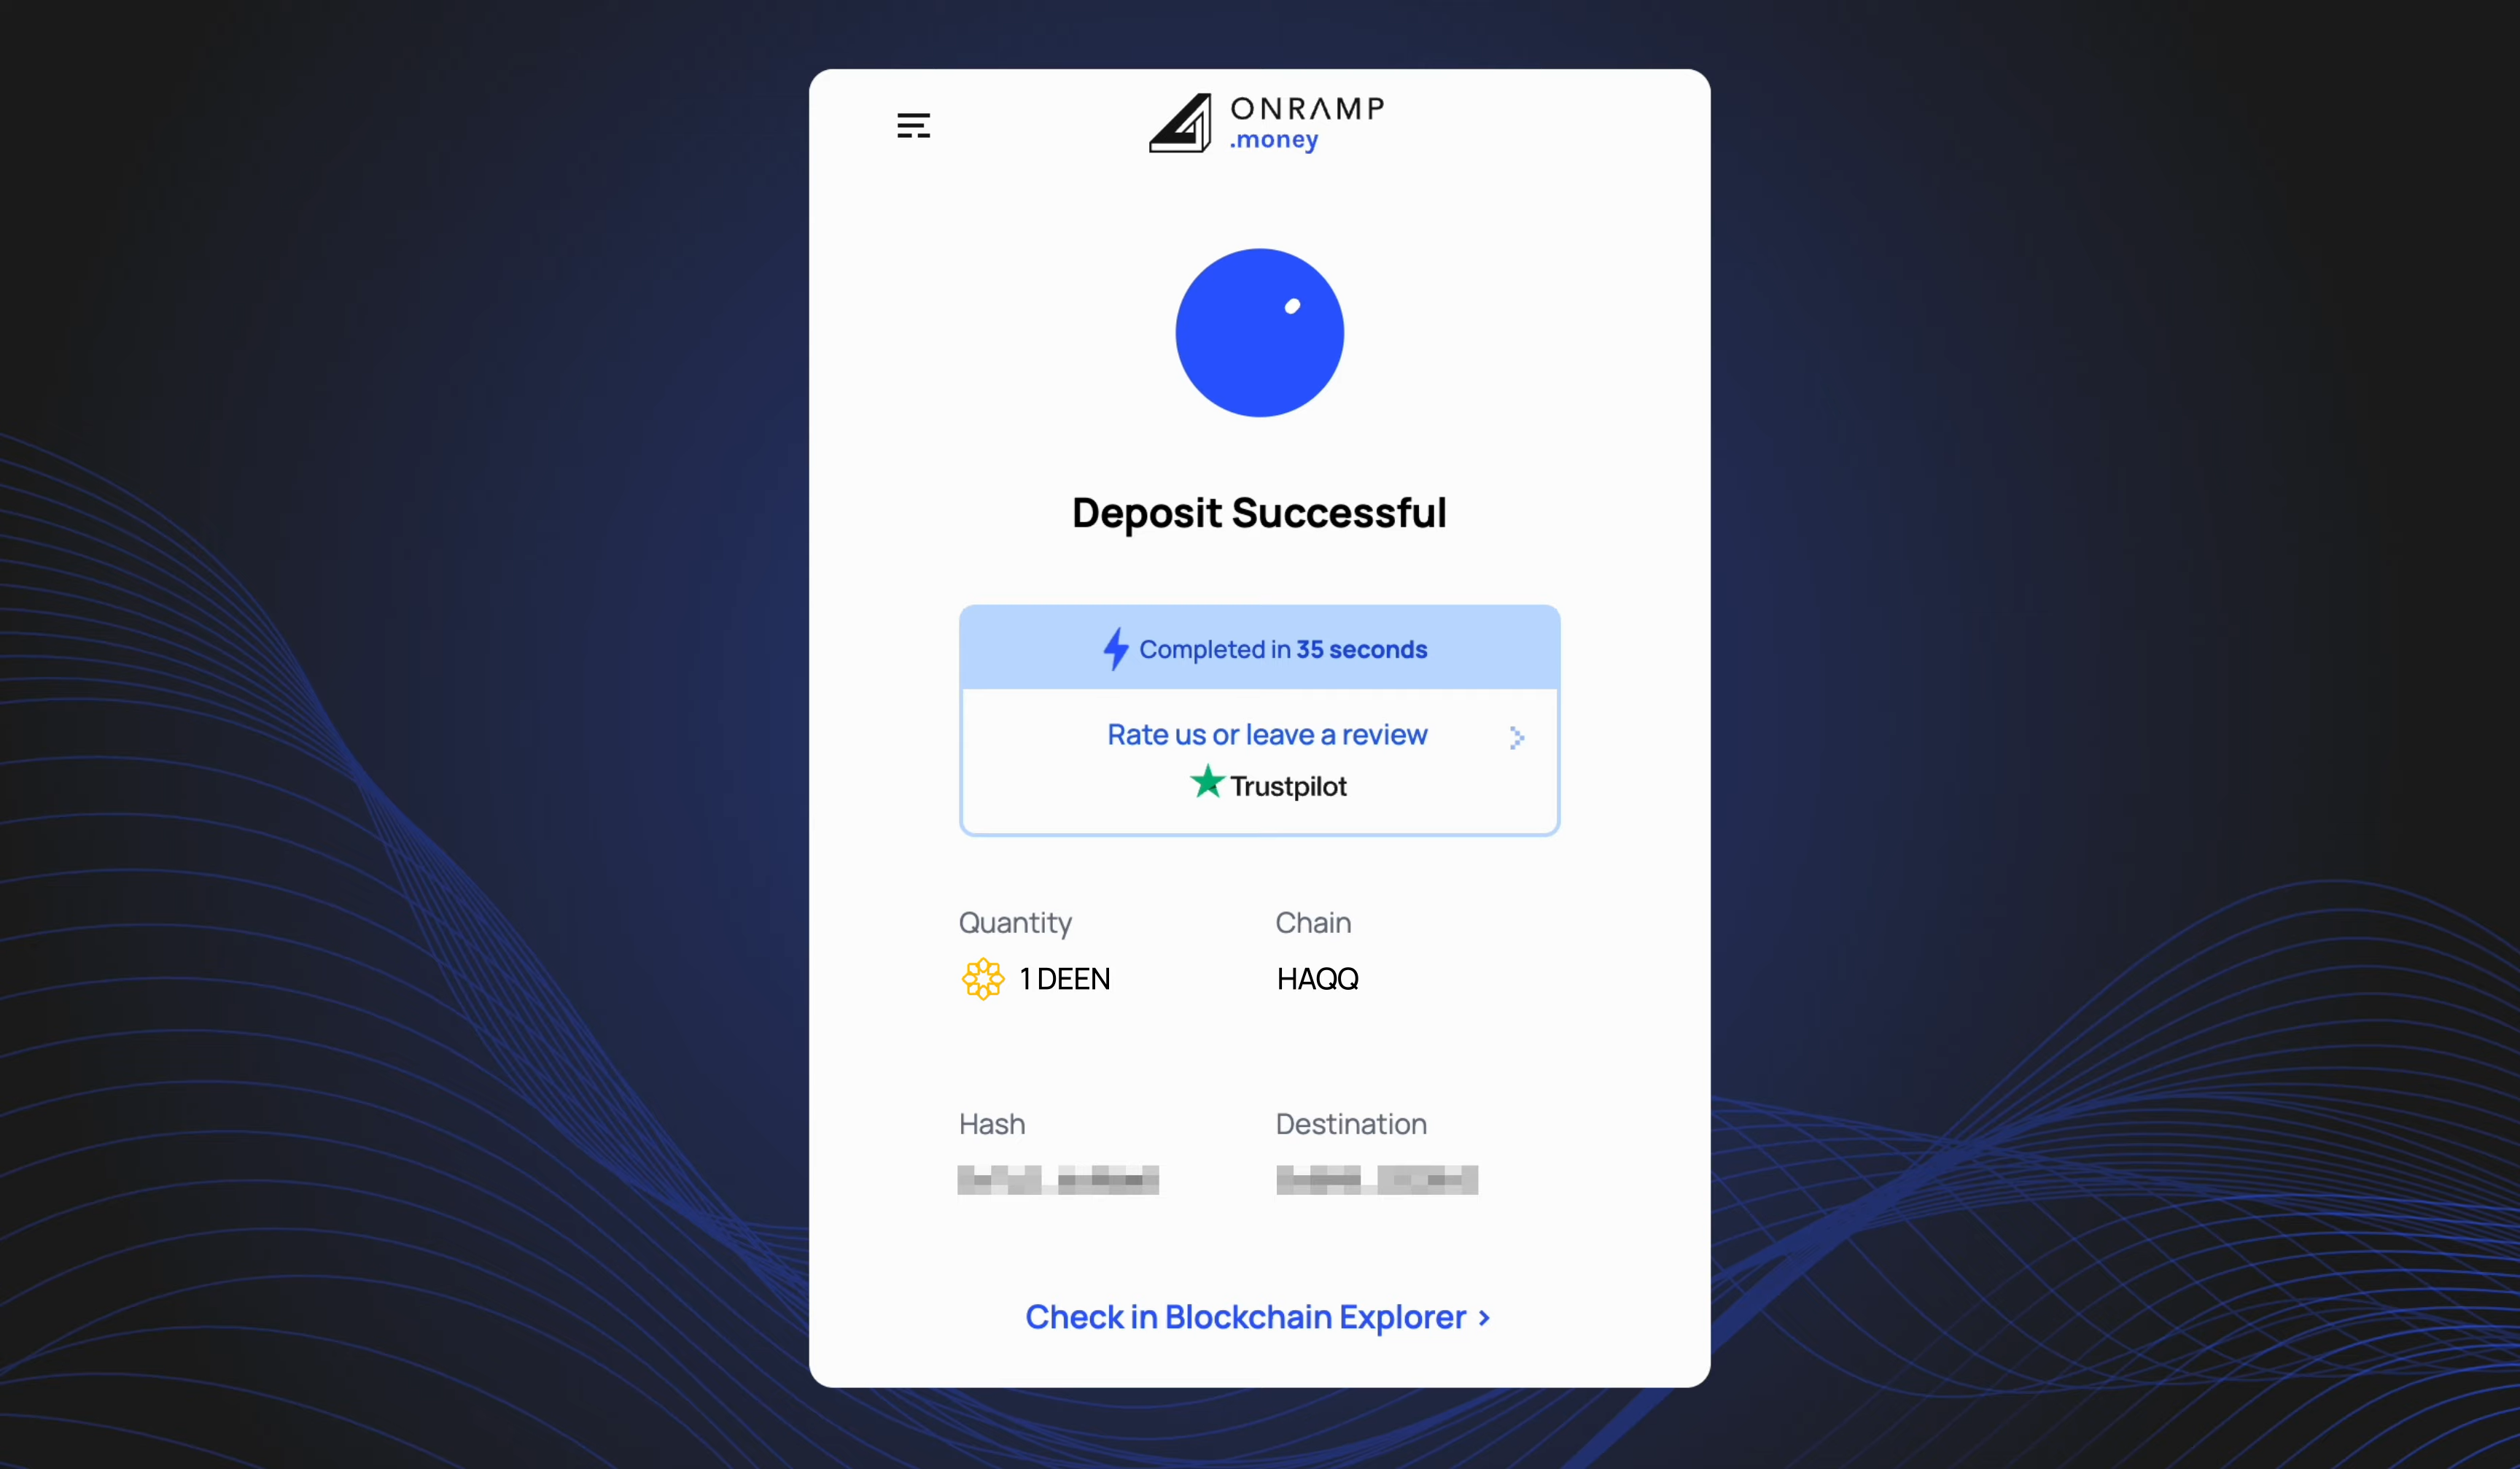 ONRAMP
.money
Deposit Successful
Completed in 35 seconds
Rate us or leave a review
Trustpilot
Quantity
Chain
1 DEEN
HAQQ
Hash
Destination
Check in Blockchain Explorer >